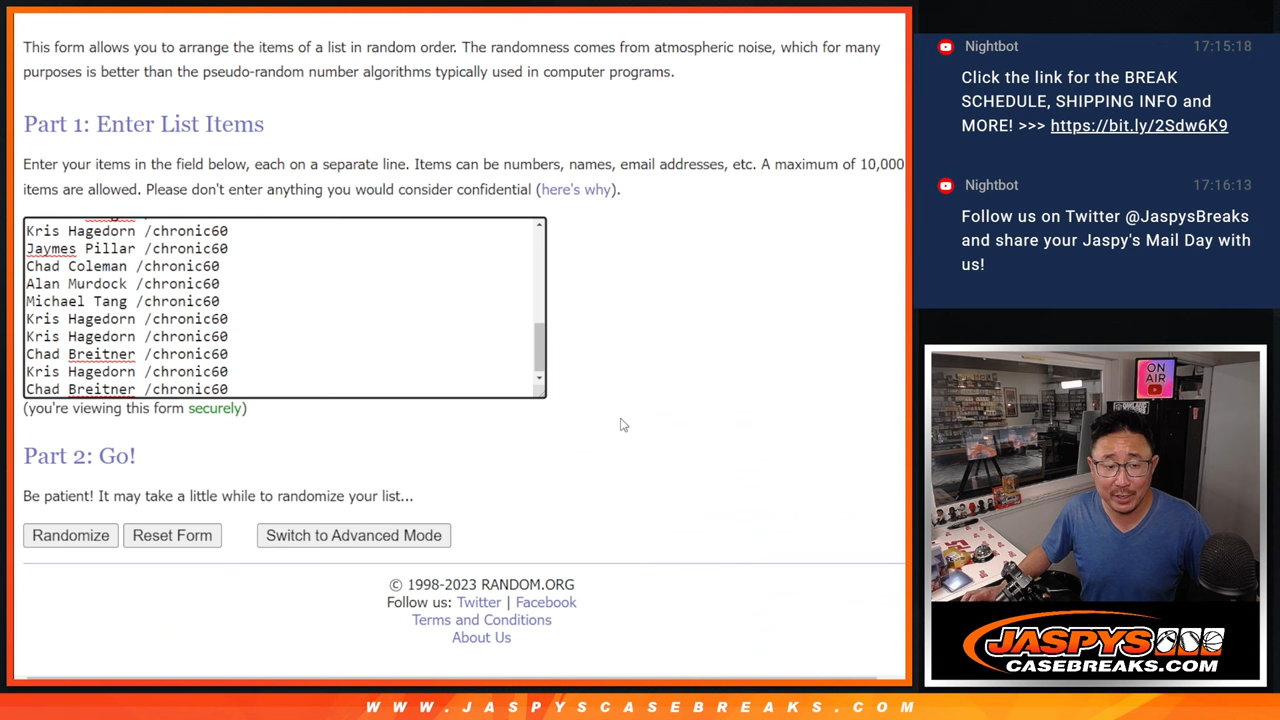 This form allows you to arrange the items of a list in random order. The randomness comes from atmospheric noise, which for many
purposes is better than the pseudo-random number algorithms typically used in computer programs.
Part 1: Enter List Items
Enter your items in the field below, each on a separate line. Items can be numbers, names, email addresses, etc. A maximum of 10,000
items are allowed. Please don't enter anything you would consider confidential (here's why).
Kris Hagedorn /chronic60
Jaymes Pillar /chronic60
Chad Coleman /chronic60
Alan Murdock /chronic60
Michael Tang /chronic60
Kris Hagedorn /chronic60
Kris Hagedorn /chronic60
Chad Breitner /chronic60
Kris Hagedorn /chronic60
Chad Breitner /chronic60
(you're viewing this form securely)
Part 2: Go!
Be patient! It may take a little while to randomize your list...
Randomize
Reset Form
Switch to Advanced Mode
© 1998-2023 RANDOM.ORG
Follow us: Twitter | Facebook
Terms and Conditions
About Us
Nightbot 17:15:18
Click the link for the BREAK
SCHEDULE, SHIPPING INFO and
MORE! >>> https://bit.ly/2Sdw6K9
Nightbot 17:16:13
Follow us on Twitter @JaspysBreaks
and share your Jaspy's Mail Day with
us!
ON
AIR
JASPYS
CASEBREAKS.COM
WWW.JASPYSCASEBREAKS.COM